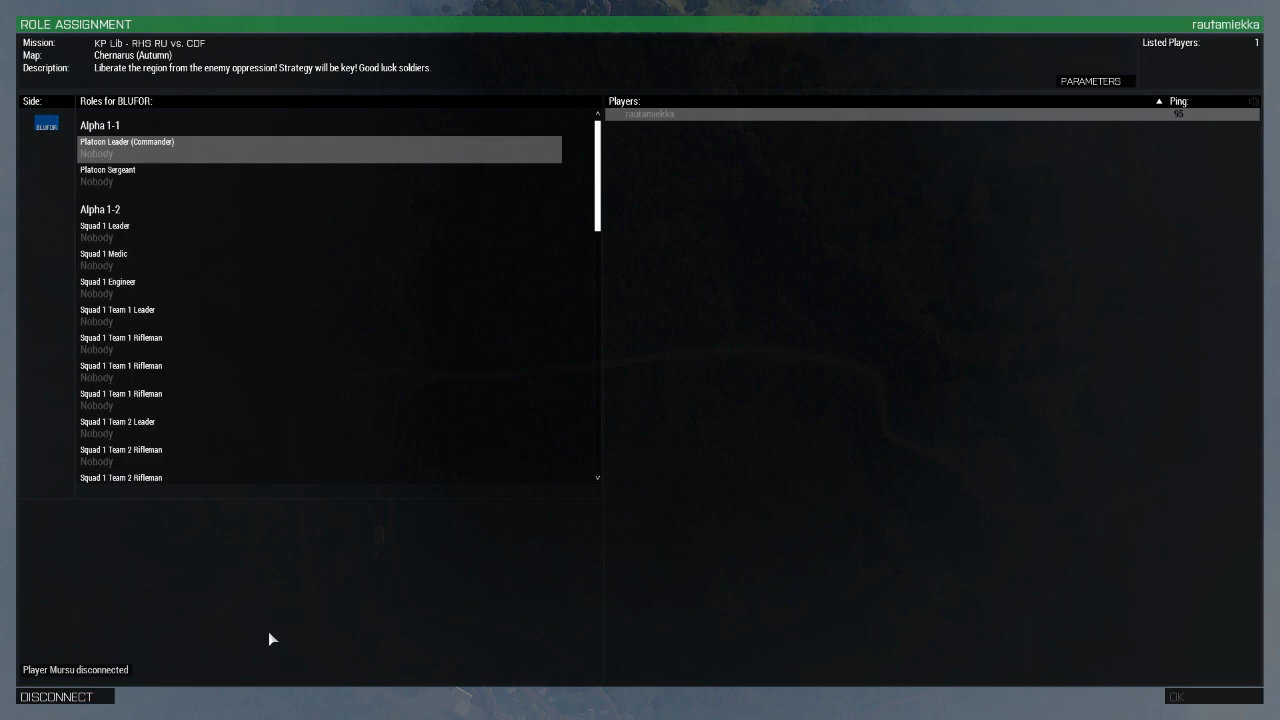 ROLE ASSIGNMENT rautamiekka
Mission: KP Lib - RHS RU vs. CDF Listed Players: 1
Map: Chernarus (Autumn)
Description: Liberate the region from the enemy oppression! Strategy will be key! Good luck soldiers.
PARAMETERS
Side: Roles for BLUFOR: Players: Ping:
BLUFOR
rautamiekka 95
Alpha 1-1
Platoon Leader (Commander)
Nobody
Platoon Sergeant
Nobody
Alpha 1-2
Squad 1 Leader
Nobody
Squad 1 Medic
Nobody
Squad 1 Engineer
Nobody
Squad 1 Team 1 Leader
Nobody
Squad 1 Team 1 Rifleman
Nobody
Squad 1 Team 1 Rifleman
Nobody
Squad 1 Team 1 Rifleman
Nobody
Squad 1 Team 2 Leader
Nobody
Squad 1 Team 2 Rifleman
Nobody
Squad 1 Team 2 Rifleman
Player Mursu disconnected
DISCONNECT OK